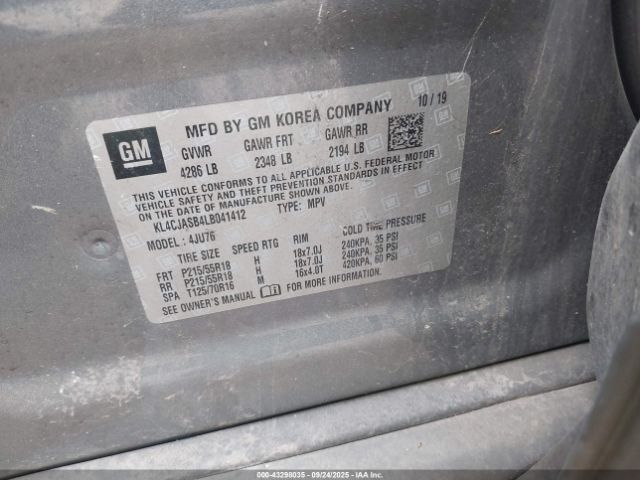 GM
MFD BY GM KOREA COMPANY 10/19
GVWR GAWR FRT GAWR RR
4286 LB 2348 LB 2194 LB
THIS VEHICLE CONFORMS TO ALL APPLICABLE U.S. FEDERAL MOTOR
VEHICLE SAFETY AND THEFT PREVENTION STANDARDS IN EFFECT
ON THE DATE OF MANUFACTURE SHOWN ABOVE.
KL4CJASB4LB041412 TYPE: MPV
MODEL: 4JU76
TIRE SIZE SPEED RTG RIM COLD TIRE PRESSURE
FRT P215/55R18 H 18x7.0J 240KPA, 35 PSI
RR P215/55R18 H 18x7.0J 240KPA, 35 PSI
SPA T125/70R16 M 16x4.0T 420KPA, 60 PSI
SEE OWNER'S MANUAL FOR MORE INFORMATION.
000-43298035 - 09/24/2025 - COPYRIGHT IAA, LLC